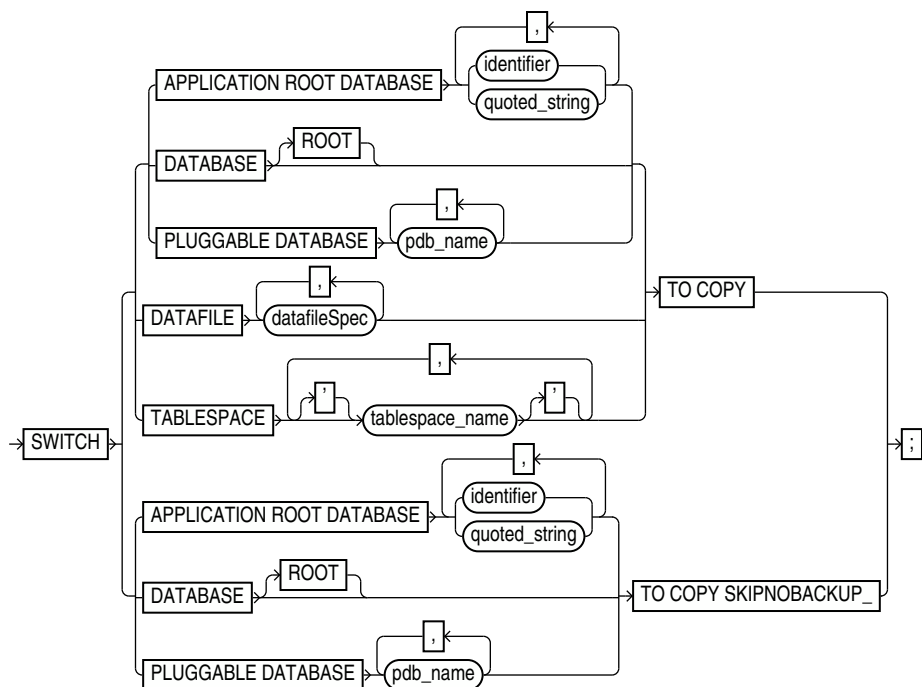 ,
APPLICATION ROOT DATABASE identifier
quoted_string
ROOT
DATABASE
,
PLUGGABLE DATABASE pdb_name
,
DATAFILE datafileSpec
TO COPY
,
' '
TABLESPACE tablespace_name
SWITCH ;
,
APPLICATION ROOT DATABASE identifier
quoted_string
ROOT
DATABASE
TO COPY SKIPNOBACKUP_
,
PLUGGABLE DATABASE pdb_name